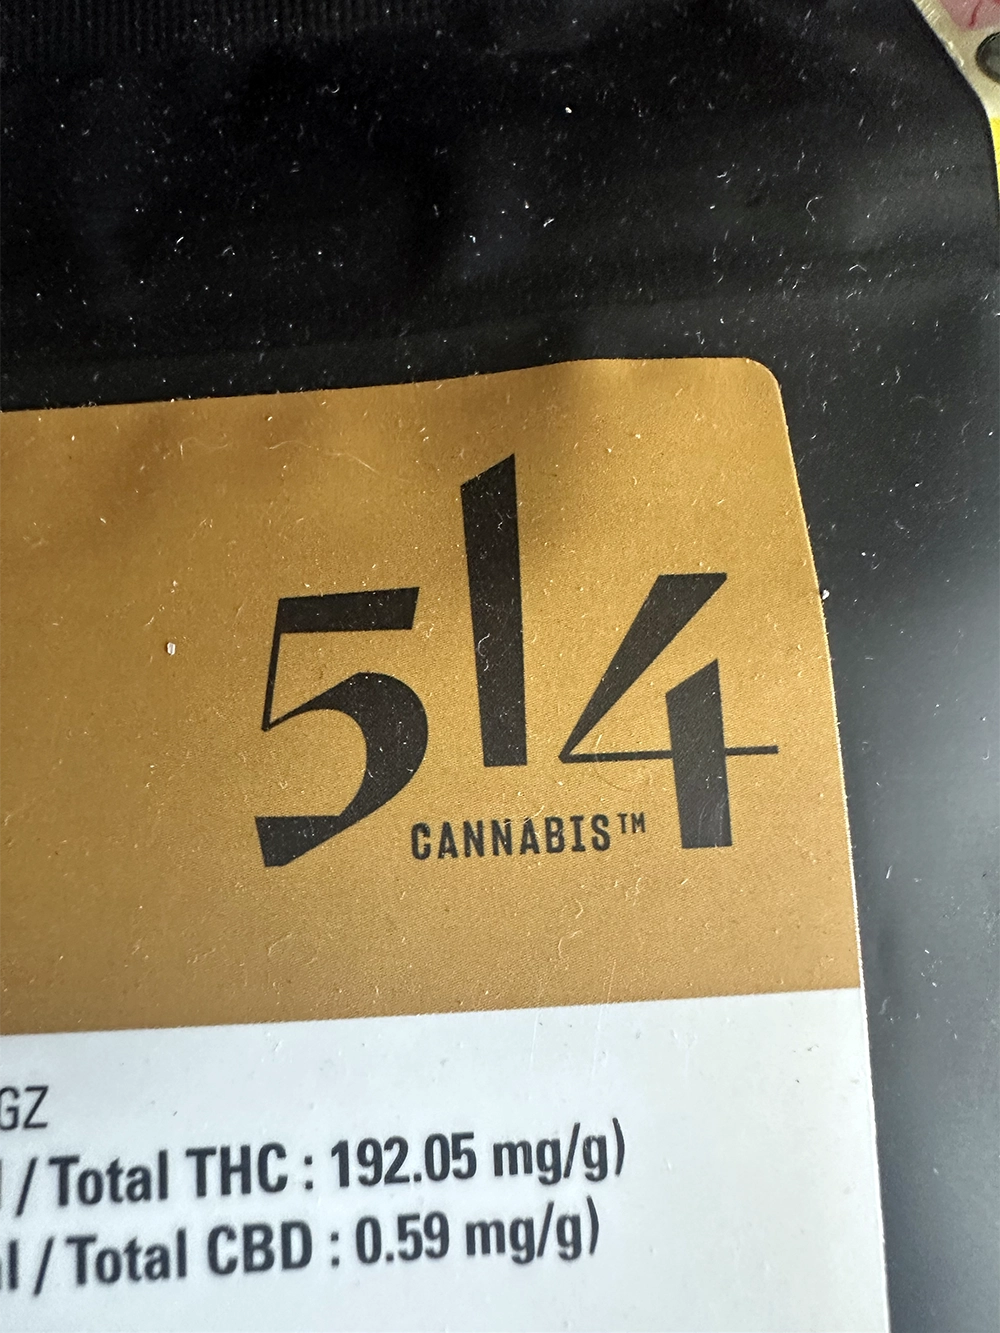 514
CANNABIS™
GZ
/ Total THC : 192.05 mg/g)
l / Total CBD : 0.59 mg/g)